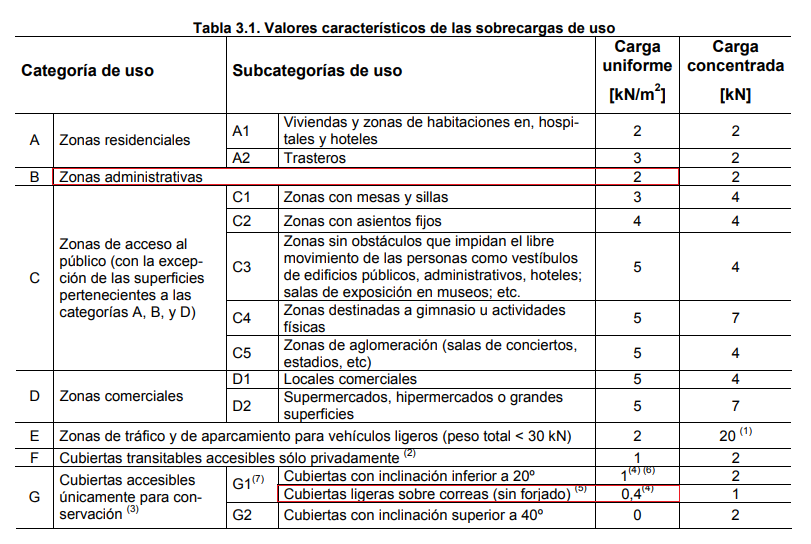 Tabla 3.1. Valores característicos de las sobrecargas de uso
Categoría de uso Subcategorías de uso Carga uniforme [kN/m2] Carga concentrada [kN]
A Zonas residenciales A1 Viviendas y zonas de habitaciones en, hospi-
tales y hoteles 2 2
A2 Trasteros 3 2
B Zonas administrativas 2 2
C Zonas de acceso al
público (con la excep-
ción de las superficies
pertenecientes a las
categorías A, B, y D)
C1 Zonas con mesas y sillas 3 4
C2 Zonas con asientos fijos 4 4
C3 Zonas sin obstáculos que impidan el libre
movimiento de las personas como vestíbulos
de edificios públicos, administrativos, hoteles;
salas de exposición en museos; etc. 5 4
C4 Zonas destinadas a gimnasio u actividades
físicas 5 7
C5 Zonas de aglomeración (salas de conciertos,
estadios, etc) 5 4
D Zonas comerciales D1 Locales comerciales 5 4
D2 Supermercados, hipermercados o grandes
superficies 5 7
E Zonas de tráfico y de aparcamiento para vehículos ligeros (peso total < 30 kN) 2 20 (1)
F Cubiertas transitables accesibles sólo privadamente (2) 1 2
G Cubiertas accesibles
únicamente para con-
servación (3)
G1(7) Cubiertas con inclinación inferior a 20º 1(4) (6) 2
Cubiertas ligeras sobre correas (sin forjado) (5) 0,4(4) 1
G2 Cubiertas con inclinación superior a 40º 0 2